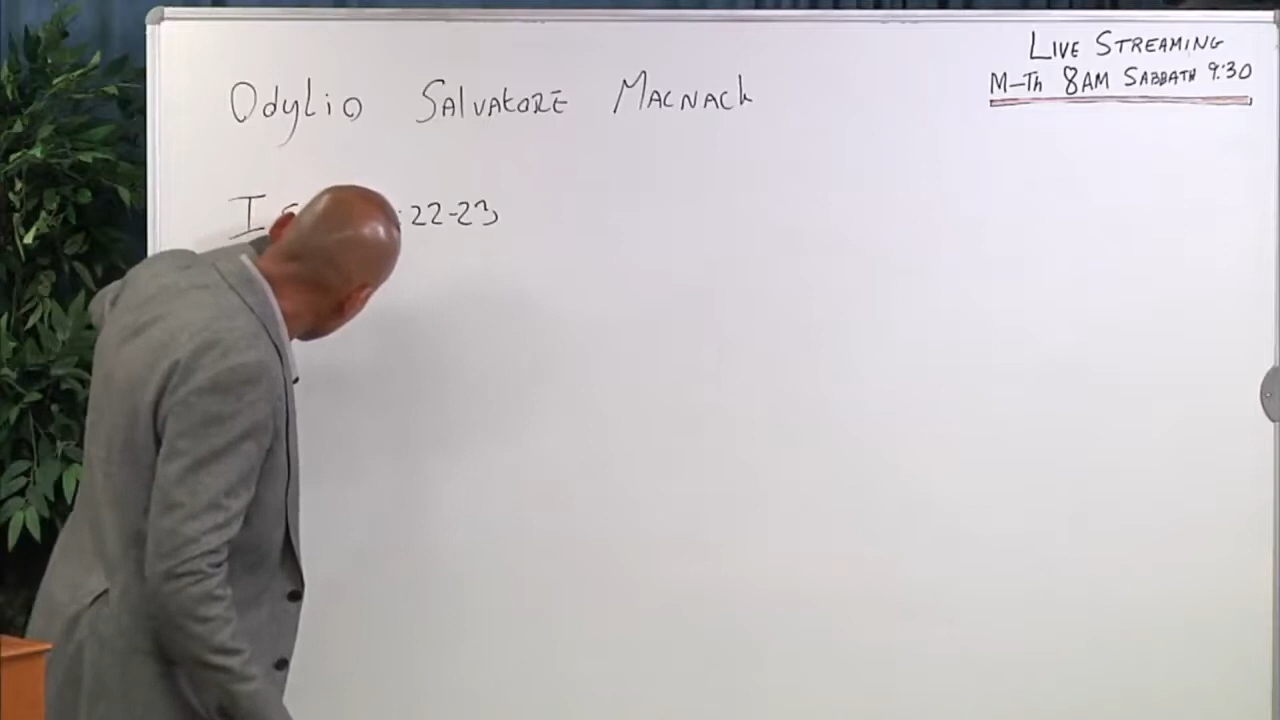 Odylio Salvatore Macnack
LIVE STREAMING
M-Th 8AM SABBATH 9:30
I :22-23